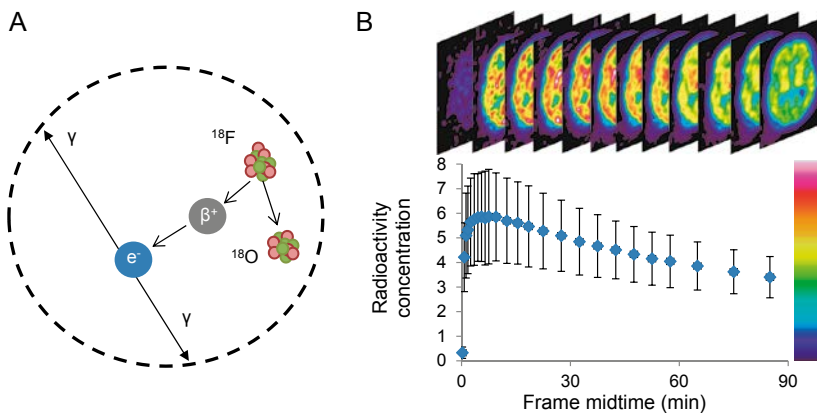 A
γ
¹⁸F
β⁺
¹⁸O
e⁻
γ
B
Radioactivity
concentration
8
7
6
5
4
3
2
1
0
0 30 60 90
Frame midtime (min)